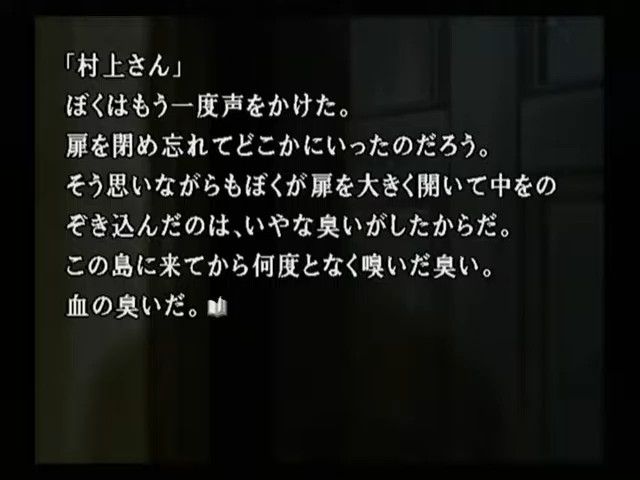 「村上さん」
ぼくはもう一度声をかけた。
扉を閉め忘れてどこかにいったのだろう。
そう思いながらもぼくが扉を大きく開いて中をの
ぞき込んだのは､いやな臭いがしたからだ。
この島に来てから何度となく嗅いだ臭い。
血の臭いだ。